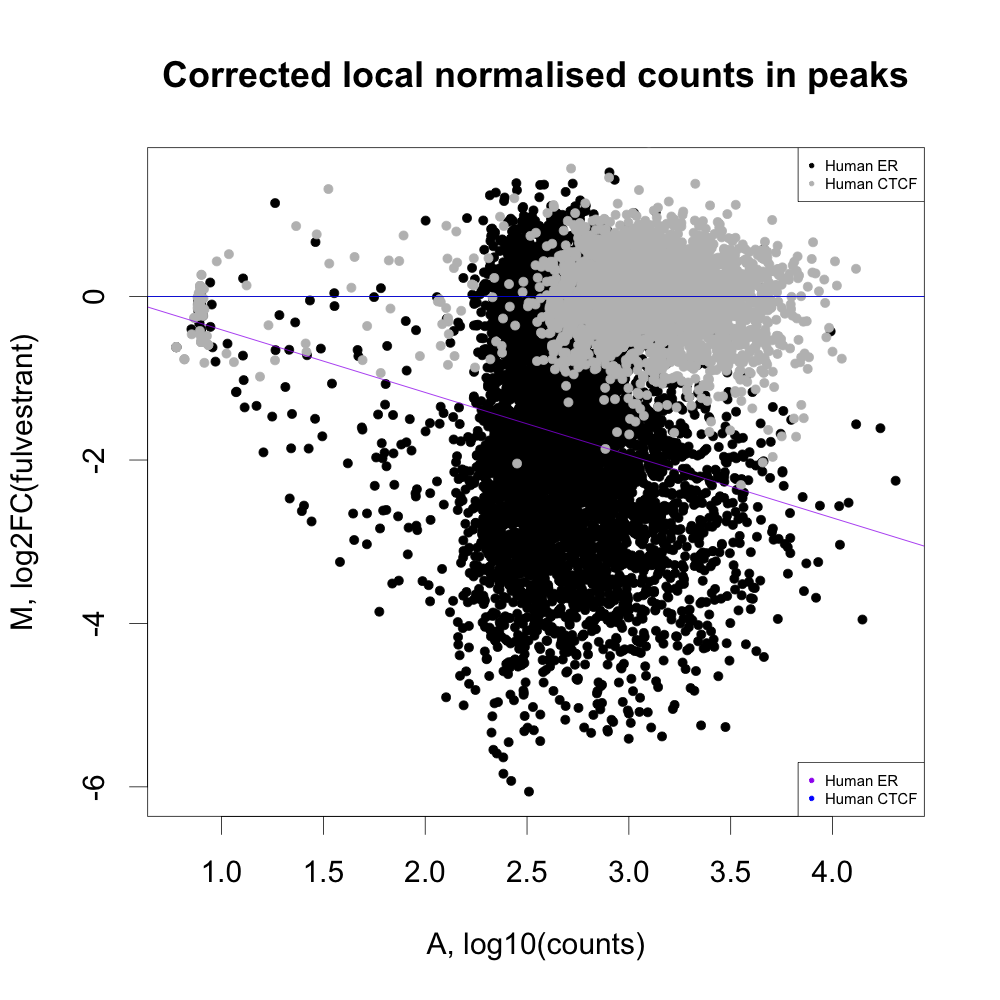 Corrected local normalised counts in peaks
Human ER
Human CTCF
0
-2
-4
-6
M, log2FC(fulvestrant)
Human ER
Human CTCF
1.0 1.5 2.0 2.5 3.0 3.5 4.0
A, log10(counts)